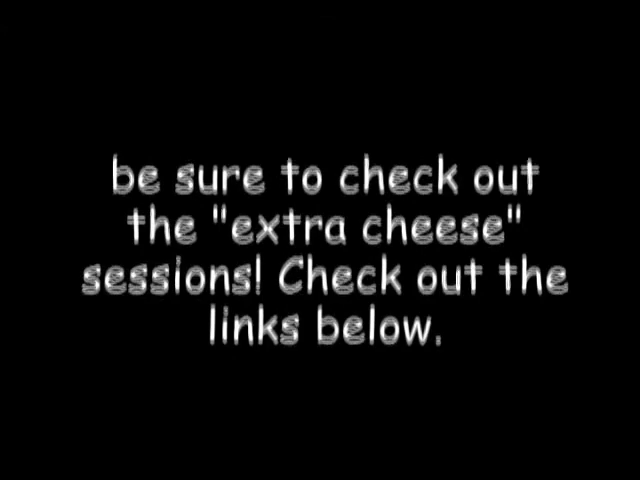 be sure to check out
the "extra cheese"
sessions! Check out the
links below.